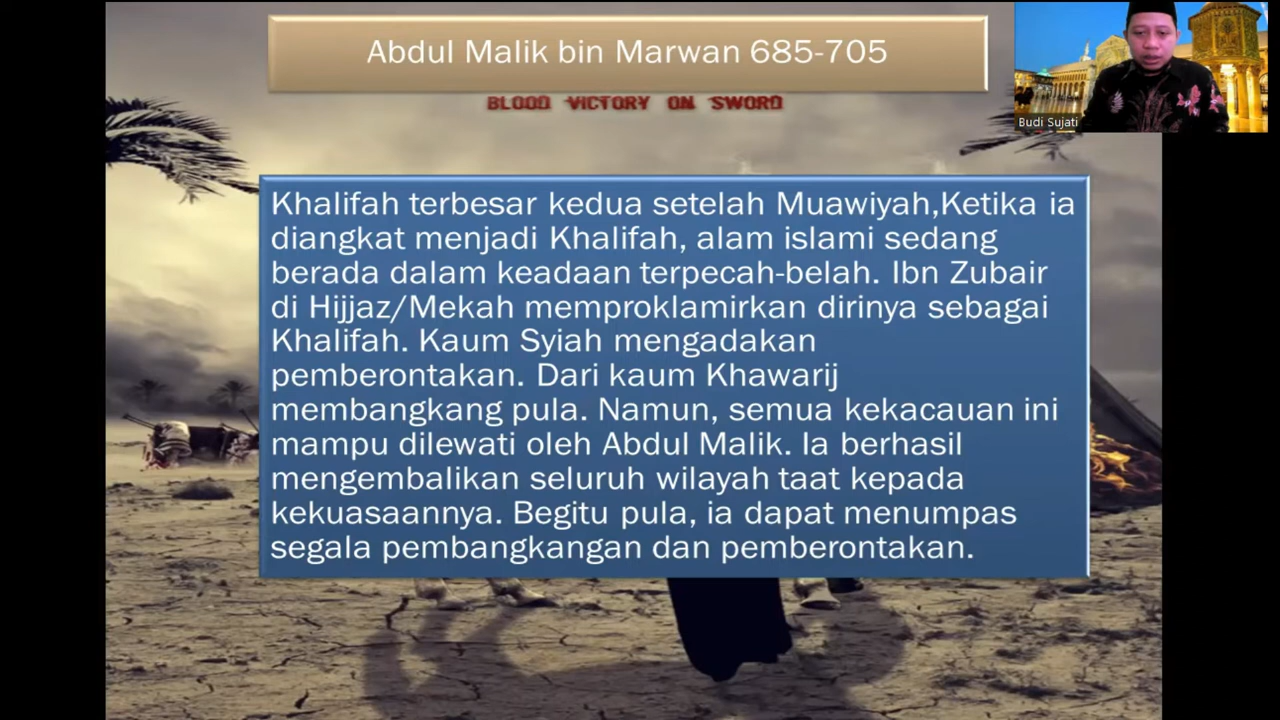 Abdul Malik bin Marwan 685-705
BLOOD VICTORY ON SWORD
Budi Sujati
Khalifah terbesar kedua setelah Muawiyah,Ketika ia
diangkat menjadi Khalifah, alam islami sedang
berada dalam keadaan terpecah-belah. Ibn Zubair
di Hijjaz/Mekah memproklamirkan dirinya sebagai
Khalifah. Kaum Syiah mengadakan
pemberontakan. Dari kaum Khawarij
membangkang pula. Namun, semua kekacauan ini
mampu dilewati oleh Abdul Malik. Ia berhasil
mengembalikan seluruh wilayah taat kepada
kekuasaannya. Begitu pula, ia dapat menumpas
segala pembangkangan dan pemberontakan.